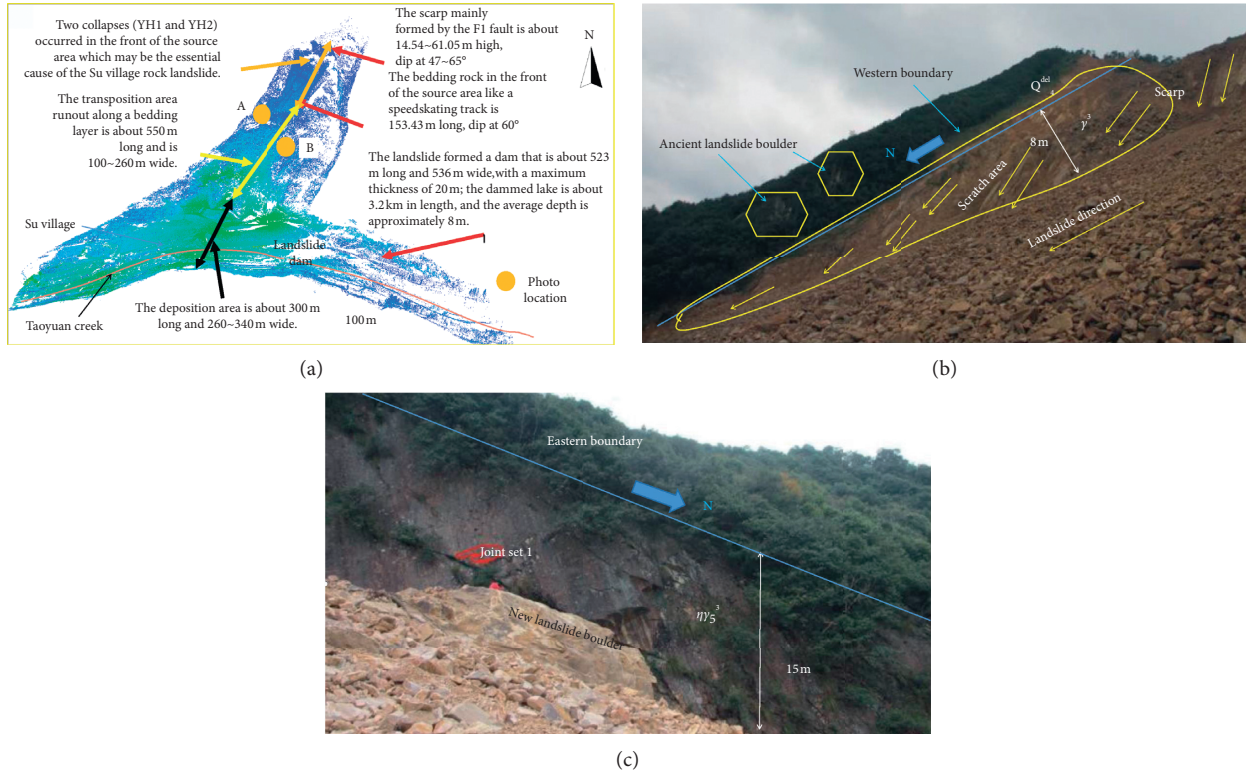 Two collapses (YH1 and YH2)
occurred in the front of the source
area which may be the essential
cause of the Su village rock landslide.
The scarp mainly
formed by the F1 fault is about
14.54~61.05 m high,
dip at 47~65°
The bedding rock in the front
of the source area like a
speedskating track is
153.43 m long, dip at 60°
N
The transposition area
runout along a bedding
layer is about 550 m
long and is
100~260 m wide.
A
B
The landslide formed a dam that is about 523
m long and 536 m wide,with a maximum
thickness of 20 m; the dammed lake is about
3.2 km in length, and the average depth is
approximately 8 m.
Su village
Landslide
dam
Photo
location
Taoyuan creek
The deposition area is about 300 m
long and 260~340 m wide.
100 m
(a)
Western boundary
Q^del
Scarp
Ancient landslide boulder
N
γ^3
8 m
Scratch area
Landslide direction
(b)
Eastern boundary
N
Joint set 1
New landslide boulder
ηγ5^3
15 m
(c)